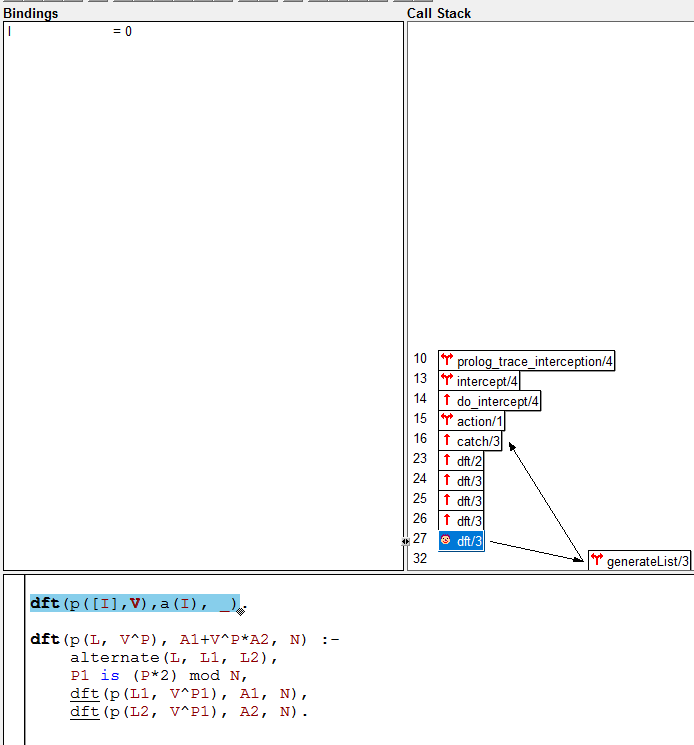 Bindings
I = 0
Call Stack
10 prolog_trace_interception/4
13 intercept/4
14 do_intercept/4
15 action/1
16 catch/3
23 dft/2
24 dft/3
25 dft/3
26 dft/3
27 dft/3
32 generateList/3
dft(p([I],V),a(I), _).
dft(p(L, V^P), A1+V^P*A2, N) :-
alternate(L, L1, L2),
P1 is (P*2) mod N,
dft(p(L1, V^P1), A1, N),
dft(p(L2, V^P1), A2, N).